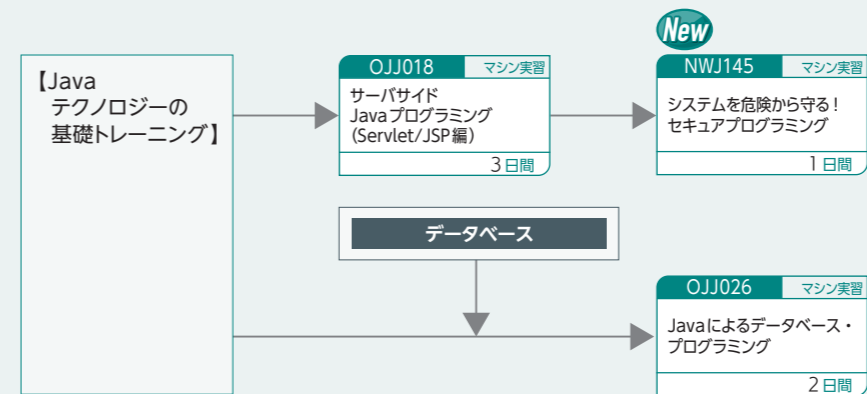 New
【Java
テクノロジーの
基礎トレーニング】
OJJ018 マシン実習
サーバサイド
Javaプログラミング
(Servlet/JSP編)
3日間
NWJ145 マシン実習
システムを危険から守る!
セキュアプログラミング
1日間
データベース
OJJ026 マシン実習
Javaによるデータベース・
プログラミング
2日間